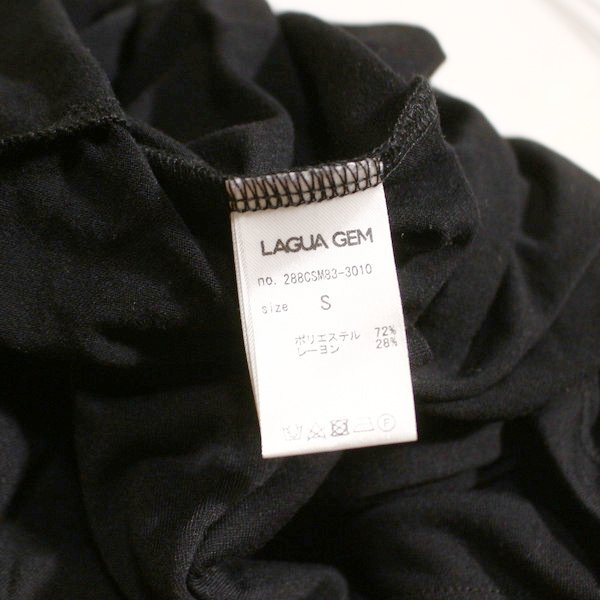 LAGUA GEM
no. 288CSM83-3010
size S
ポリエステル 72%
レーヨン 28%
F